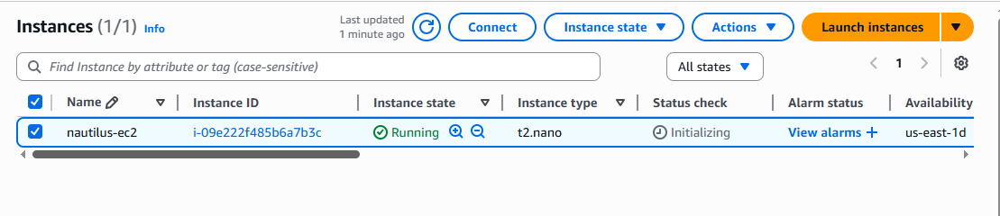 Instances (1/1) Info
Last updated
1 minute ago
Connect
Instance state
Actions
Launch instances
Find Instance by attribute or tag (case-sensitive)
All states
1
Name Instance ID Instance state Instance type Status check Alarm status Availability
nautilus-ec2 i-09e222f485b6a7b3c Running t2.nano Initializing View alarms + us-east-1d